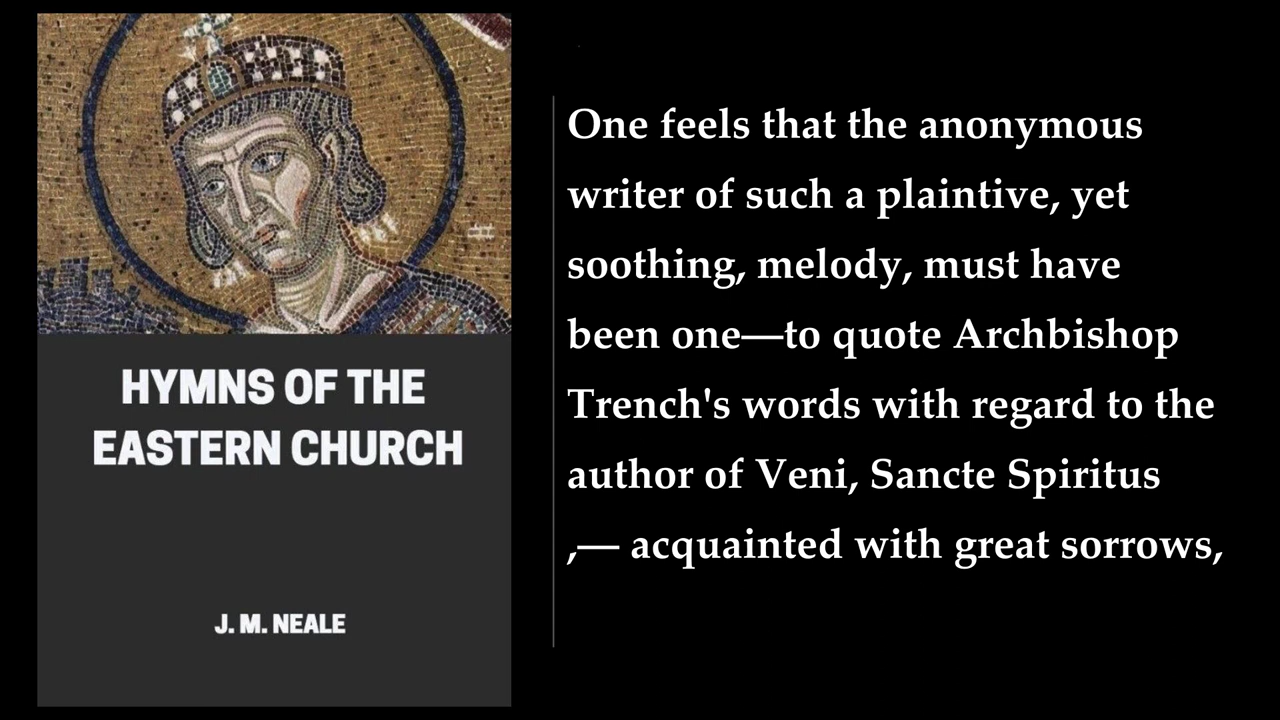 HYMNS OF THE
EASTERN CHURCH
J. M. NEALE
One feels that the anonymous
writer of such a plaintive, yet
soothing, melody, must have
been one—to quote Archbishop
Trench's words with regard to the
author of Veni, Sancte Spiritus
,— acquainted with great sorrows,